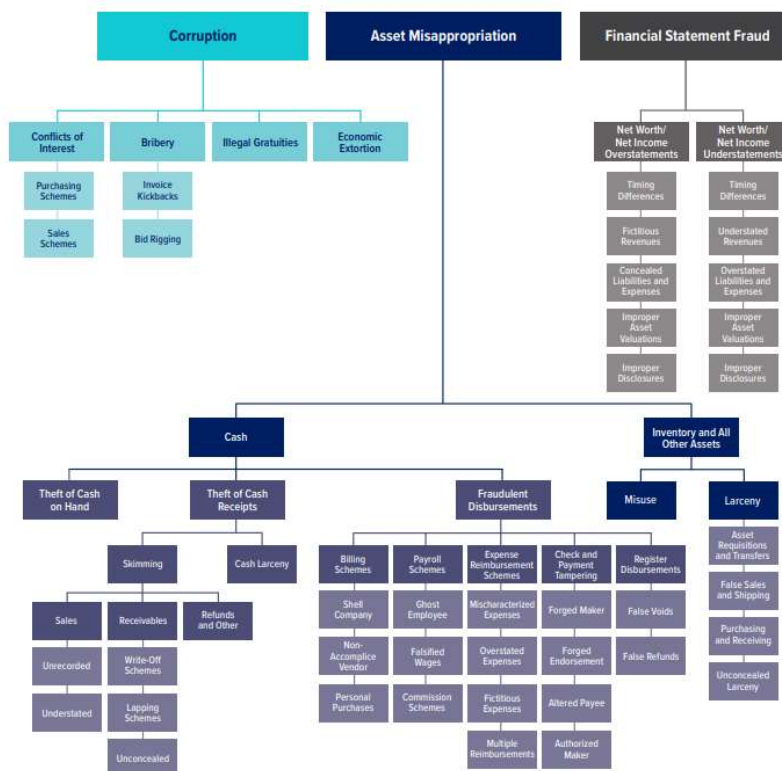 Corruption
Asset Misappropriation
Financial Statement Fraud
Conflicts of
Interest
Bribery
Illegal Gratuities
Economic
Extortion
Net Worth/
Net Income
Overstatements
Net Worth/
Net Income
Understatements
Purchasing
Schemes
Sales
Schemes
Invoice
Kickbacks
Bid Rigging
Timing
Differences
Fictitious
Revenues
Concealed
Liabilities and
Expenses
Improper
Asset
Valuations
Improper
Disclosures
Timing
Differences
Understated
Revenues
Overstated
Liabilities and
Expenses
Improper
Asset
Valuations
Improper
Disclosures
Cash
Inventory and All
Other Assets
Theft of Cash
on Hand
Theft of Cash
Receipts
Fraudulent
Disbursements
Misuse
Larceny
Skimming
Cash Larceny
Sales
Receivables
Refunds
and Other
Unrecorded
Understated
Write-Off
Schemes
Lapping
Schemes
Unconcealed
Billing
Schemes
Payroll
Schemes
Expense
Reimbursement
Schemes
Check and
Payment
Tampering
Register
Disbursements
Shell
Company
Non-
Accomplice
Vendor
Personal
Purchases
Ghost
Employee
Falsified
Wages
Commission
Schemes
Mischaracterized
Expenses
Overstated
Expenses
Fictitious
Expenses
Multiple
Reimbursements
Forged Maker
Forged
Endorsement
Altered Payee
Authorized
Maker
False Voids
False Refunds
Asset
Requisitions
and Transfers
False Sales
and Shipping
Purchasing
and Receiving
Unconcealed
Larceny